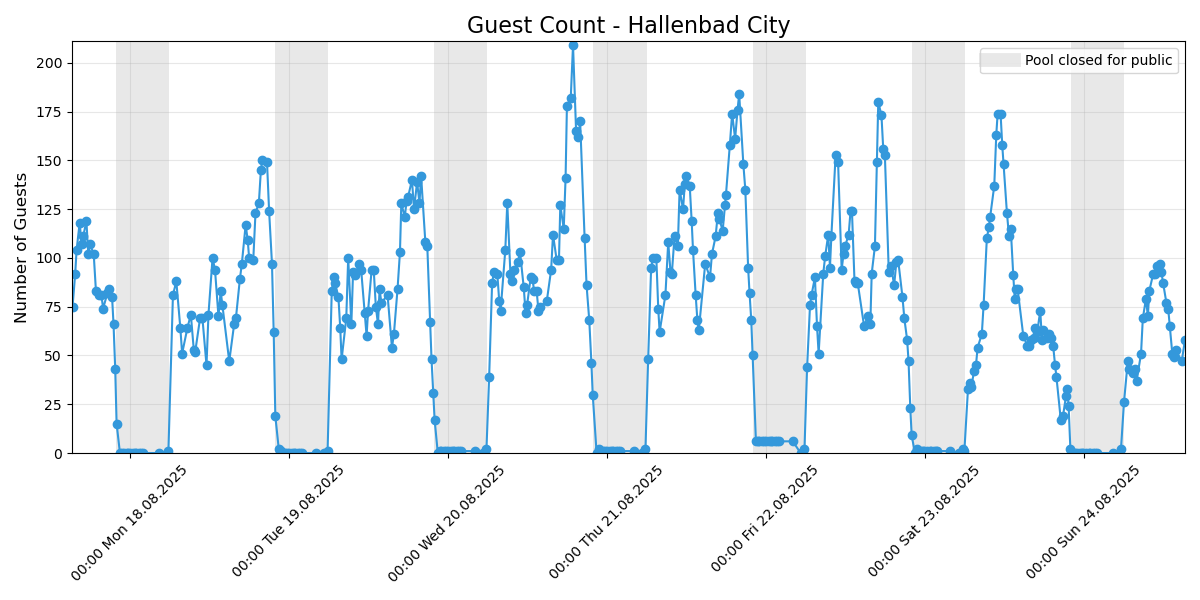 Guest Count - Hallenbad City
Pool closed for public
Number of Guests
200
175
150
125
100
75
50
25
0
00:00 Mon 18.08.2025
00:00 Tue 19.08.2025
00:00 Wed 20.08.2025
00:00 Thu 21.08.2025
00:00 Fri 22.08.2025
00:00 Sat 23.08.2025
00:00 Sun 24.08.2025